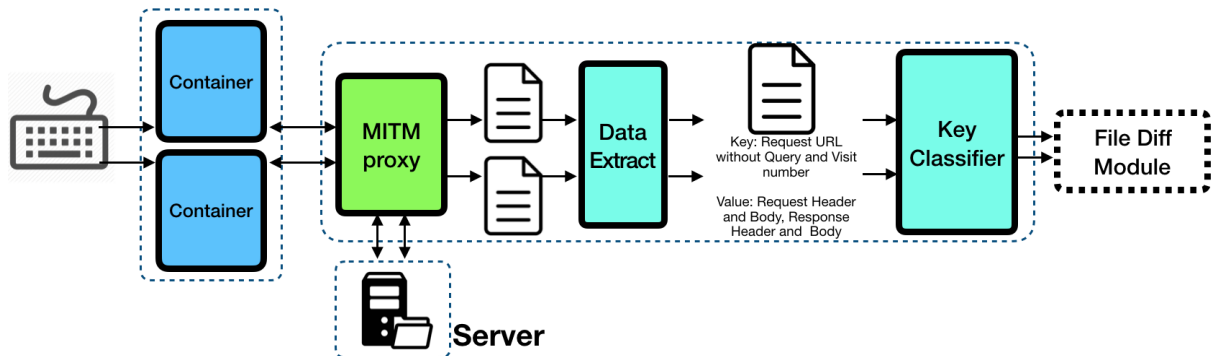 Container
Container
MITM
proxy
Data
Extract
Key: Request URL
without Query and Visit
number
Value: Request Header
and Body, Response
Header and Body
Key
Classifier
File Diff
Module
Server